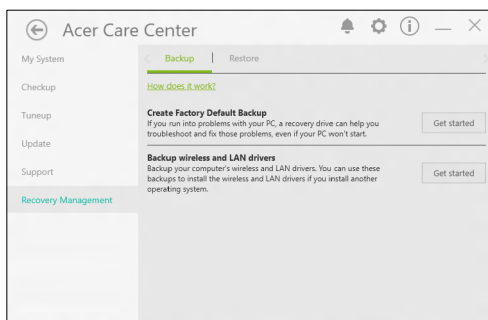 Acer Care Center
My System
Checkup
Tuneup
Update
Support
Recovery Management
Backup
Restore
How does it work?
Create Factory Default Backup
If you run into problems with your PC, a recovery drive can help you
troubleshoot and fix those problems, even if your PC won't start.
Get started
Backup wireless and LAN drivers
Backup your computer's wireless and LAN drivers. You can use these
backups to install the wireless and LAN drivers if you install another
operating system.
Get started